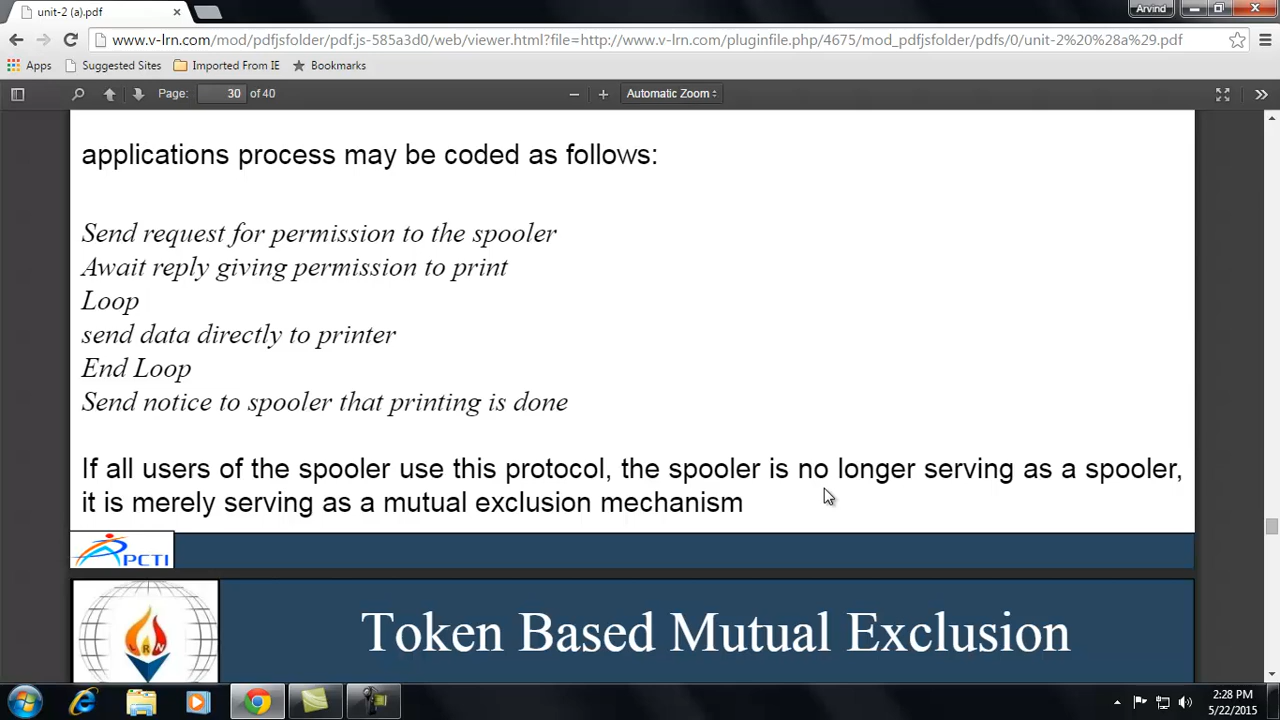 unit-2 (a).pdf
Arvind
www.v-lrn.com/mod/pdfjsfolder/pdf.js-585a3d0/web/viewer.html?file=http://www.v-lrn.com/pluginfile.php/4675/mod_pdfjsfolder/pdfs/0/unit-2%20%28a%29.pdf
Apps Suggested Sites Imported From IE Bookmarks
Page: 30 of 40 Automatic Zoom
applications process may be coded as follows:
Send request for permission to the spooler
Await reply giving permission to print
Loop
send data directly to printer
End Loop
Send notice to spooler that printing is done
If all users of the spooler use this protocol, the spooler is no longer serving as a spooler,
it is merely serving as a mutual exclusion mechanism
PCTI
Token Based Mutual Exclusion
2:28 PM
5/22/2015